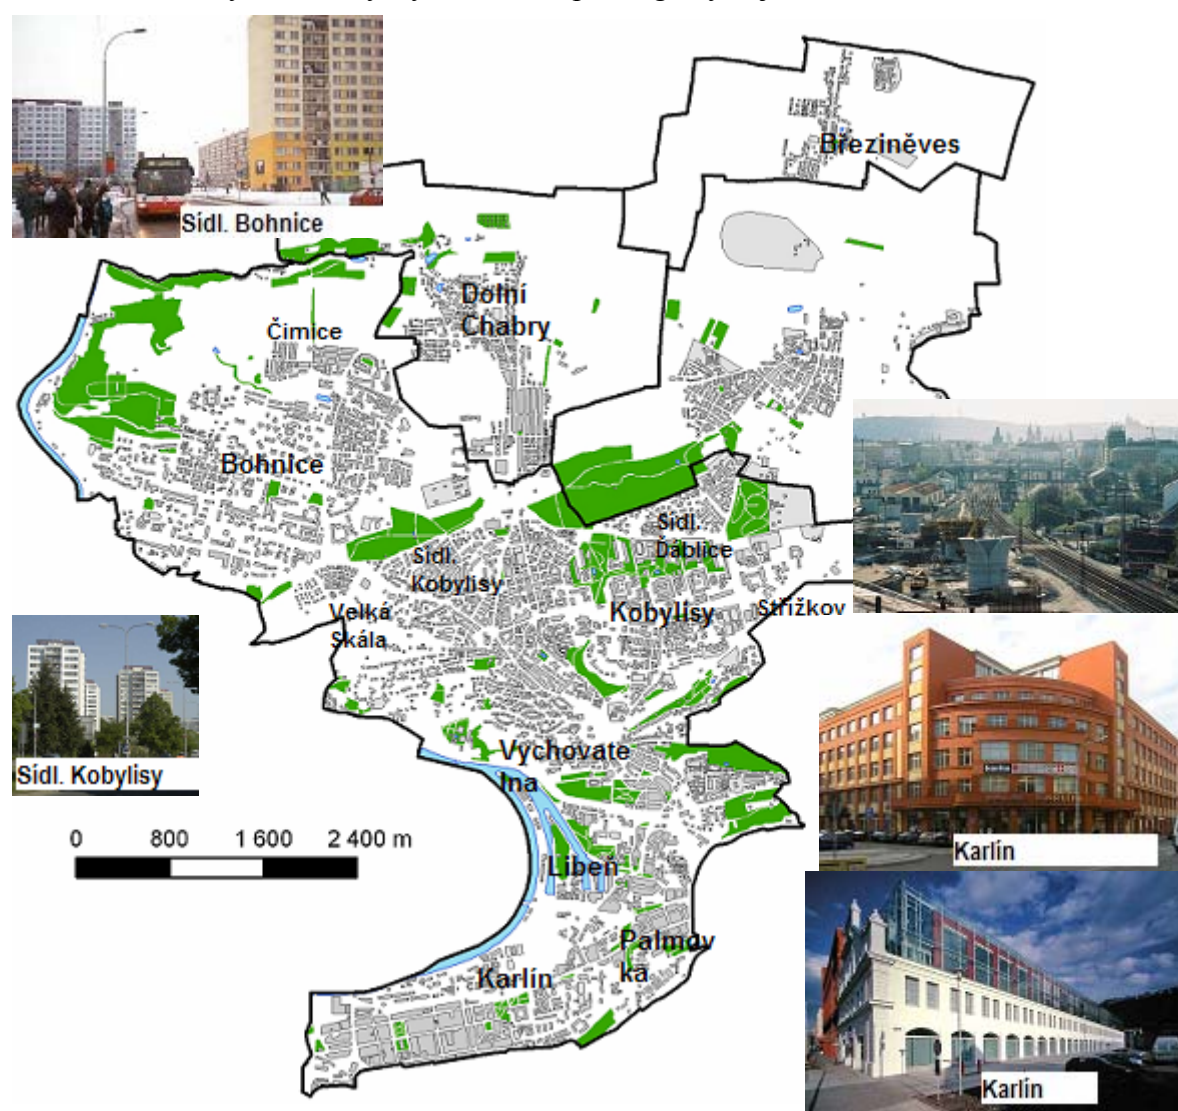 Březiněves
Sídl. Bohnice
Dolní
Chabry
Čimice
Bohnice
Sídl.
Ďáblice
Sídl.
Kobylisy
Kobylisy
Střížkov
Velká
Skála
Vychovate
lna
Sídl. Kobylisy
0 800 1 600 2 400 m
Libeň
Karlín
Palmov
ka
Karlín
Karlín